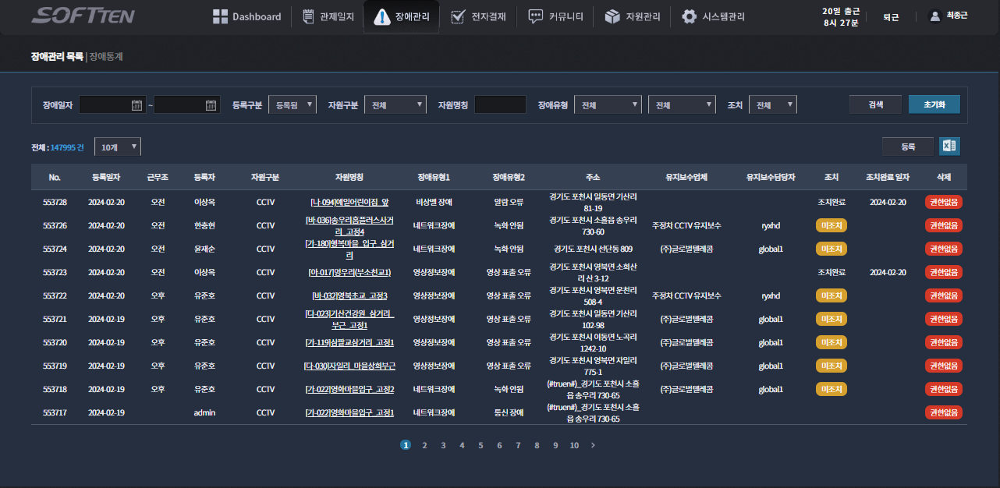 SOFTTEN
Dashboard 관제일지 장애관리 전자결재 커뮤니티 자원관리 시스템관리
20일 출근
8시 27분
퇴근
최종근
장애관리 목록 | 장애통계
장애일자 ~ 등록구분 등록됨 자원구분 전체 자원명칭 장애유형 전체 전체 조치 전체 검색 초기화
전체 : 147995 건 10개 등록
No. 등록일자 근무조 등록자 자원구분 자원명칭 장애유형1 장애유형2 주소 유지보수업체 유지보수담당자 조치 조치완료 일자 삭제
553728 2024-02-20 오전 이상욱 CCTV [나-094]예일어린이집_앞 비상벨 장애 알람 오류 경기도 포천시 일동면 기산리
81-19 조치완료 2024-02-20 권한없음
553726 2024-02-20 오전 한충현 CCTV [바-036]송우리홈플러스사거
리_고정4 네트워크장애 녹화 안됨 경기도 포천시 소흘읍 송우리
730-60 주정차 CCTV 유지보수 ryxhd 미조치 권한없음
553724 2024-02-20 오전 윤재순 CCTV [가-180]행복마을_입구_삼거
리 네트워크장애 녹화 안됨 경기도 포천시 선단동 809 (주)글로벌텔레콤 global1 미조치 권한없음
553723 2024-02-20 오전 이상욱 CCTV [아-017]멍우리(부소천교1) 영상정보장애 영상 표출 오류 경기도 포천시 영북면 소회산
리 산 3-12 조치완료 2024-02-20 권한없음
553722 2024-02-20 오후 유준호 CCTV [바-032]영북초교_고정3 영상정보장애 영상 표출 오류 경기도 포천시 영북면 운천리
508-4 주정차 CCTV 유지보수 ryxhd 미조치 권한없음
553721 2024-02-19 오후 유준호 CCTV [다-023]기산건강원_삼거리_
부근_고정1 영상정보장애 영상 표출 오류 경기도 포천시 일동면 기산리
102-98 (주)글로벌텔레콤 global1 미조치 권한없음
553720 2024-02-19 오후 유준호 CCTV [가-119]삼팔교삼거리_고정1 영상정보장애 영상 표출 오류 경기도 포천시 이동면 노곡리
1242-10 (주)글로벌텔레콤 global1 미조치 권한없음
553719 2024-02-19 오후 유준호 CCTV [다-030]자일리_마을상회부근 영상정보장애 영상 표출 오류 경기도 포천시 영북면 자일리
775-1 (주)글로벌텔레콤 global1 미조치 권한없음
553718 2024-02-19 오후 유준호 CCTV [가-022]영화마을입구_고정2 네트워크장애 녹화 안됨 (#truen#)_경기도 포천시 소흘
읍 송우리 730-65 (주)글로벌텔레콤 global1 미조치 권한없음
553717 2024-02-19 admin CCTV [가-022]영화마을입구_고정1 네트워크장애 통신 장애 (#truen#)_경기도 포천시 소흘
읍 송우리 730-65 권한없음
1 2 3 4 5 6 7 8 9 10 >